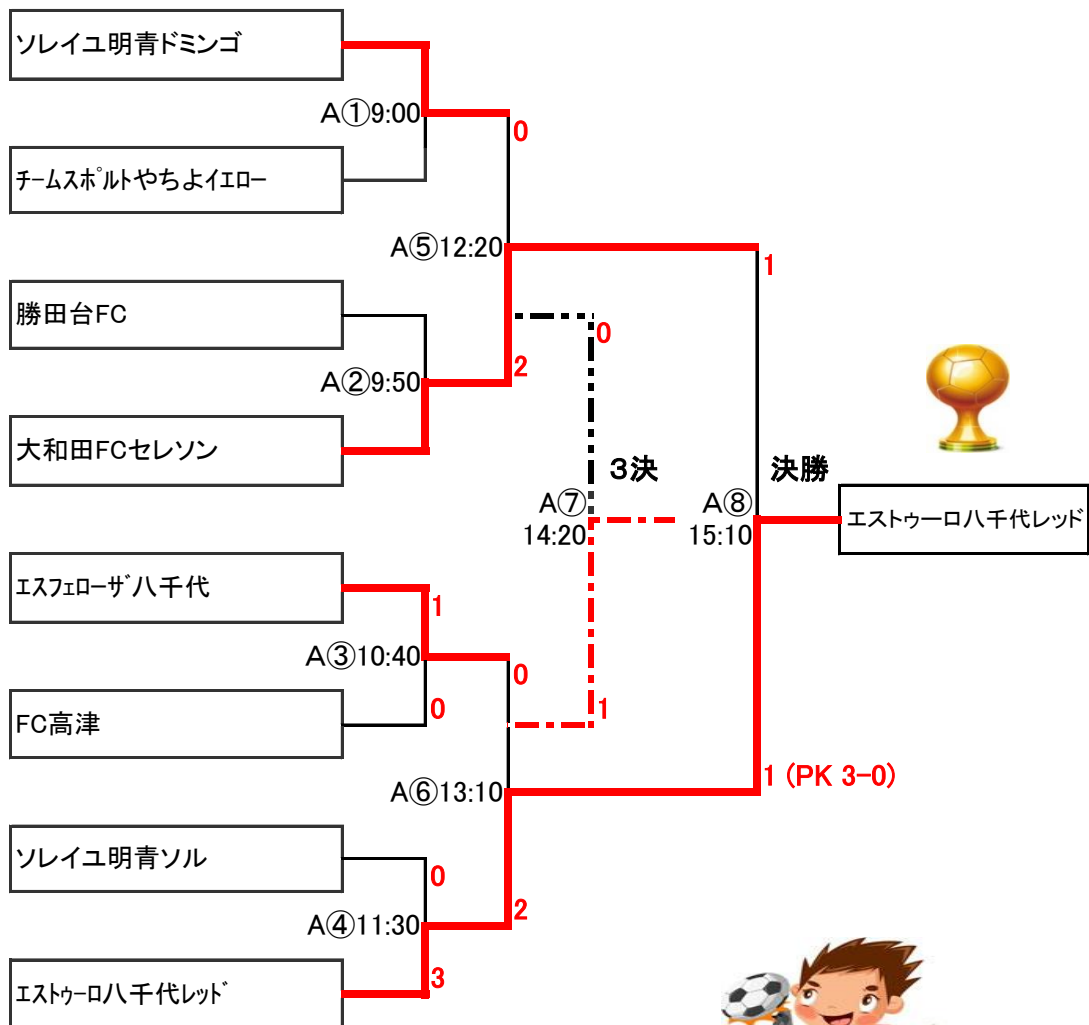 ソレイユ明青ドミンゴ
A①9:00
0
チームスポルトやちよイエロー
A⑤12:20
1
勝田台FC
0
A②9:50
2
大和田FCセレソン
3決
決勝
A⑦
14:20
A⑧
15:10
エストゥーロ八千代レッド
エスフェローザ八千代
1
A③10:40
0
FC高津
0
1
A⑥13:10
1 (PK 3-0)
ソレイユ明青ソル
0
A④11:30
2
エストゥーロ八千代レッド
3